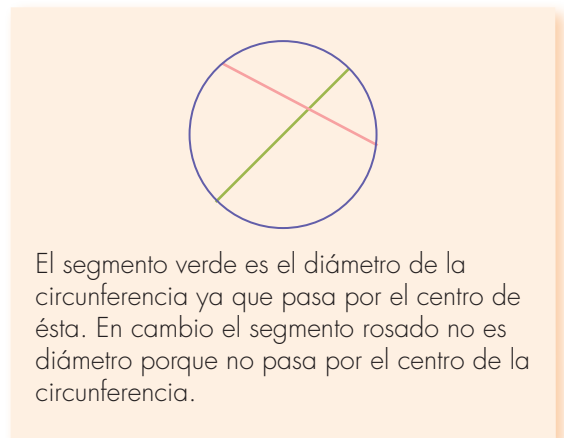 El segmento verde es el diámetro de la
circunferencia ya que pasa por el centro de
ésta. En cambio el segmento rosado no es
diámetro porque no pasa por el centro de la
circunferencia.